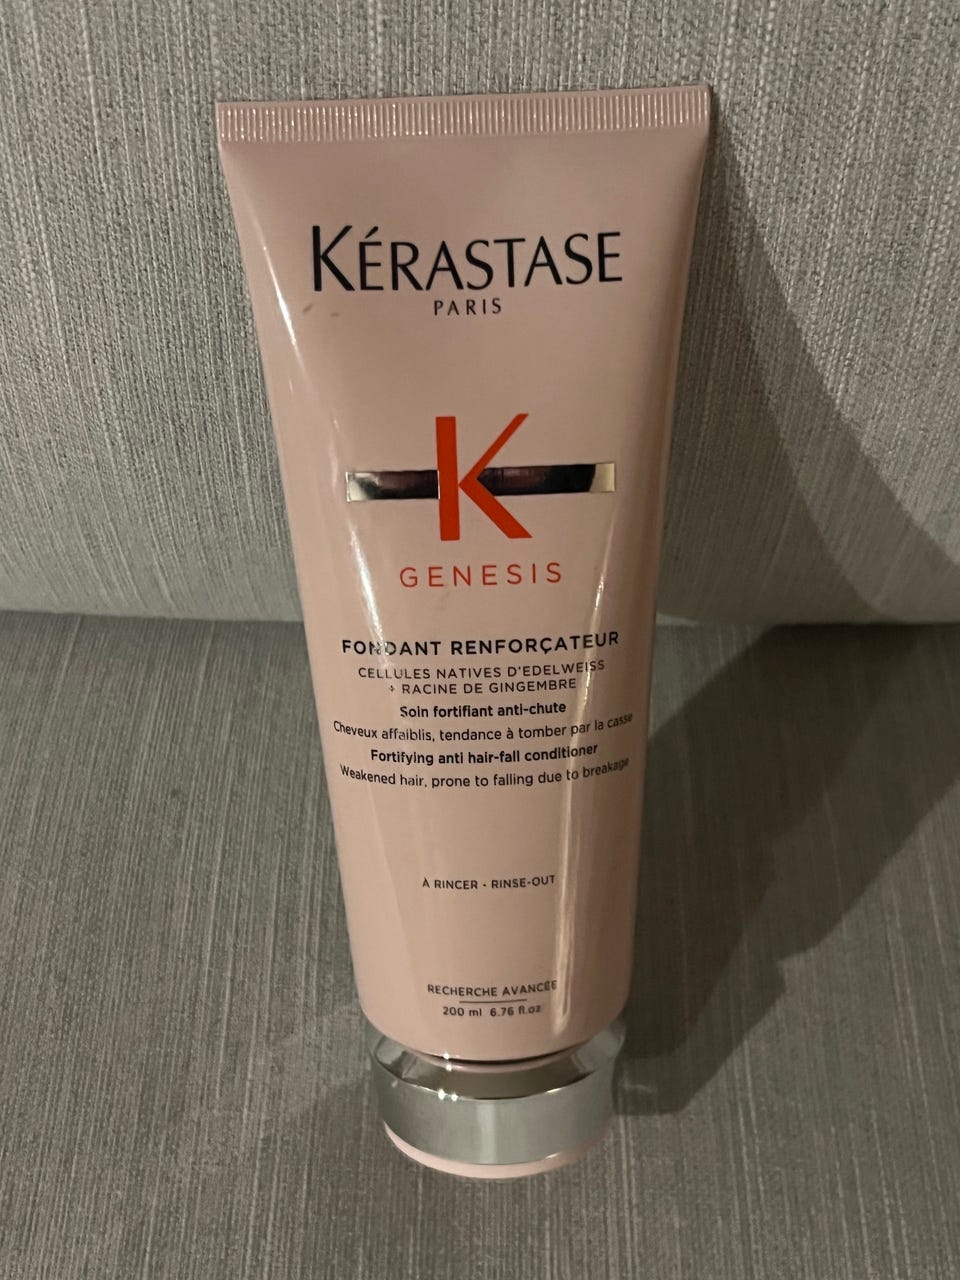 KÉRASTASE
PARIS
K
GENESIS
FONDANT RENFORÇATEUR
CELLULES NATIVES D'EDELWEISS
+ RACINE DE GINGEMBRE
Soin fortifiant anti-chute
Cheveux affaiblis, tendance à tomber par la casse
Fortifying anti hair-fall conditioner
Weakened hair, prone to falling due to breakage
À RINCER - RINSE-OUT
RECHERCHE AVANCÉE
200 ml 6.76 fl.oz